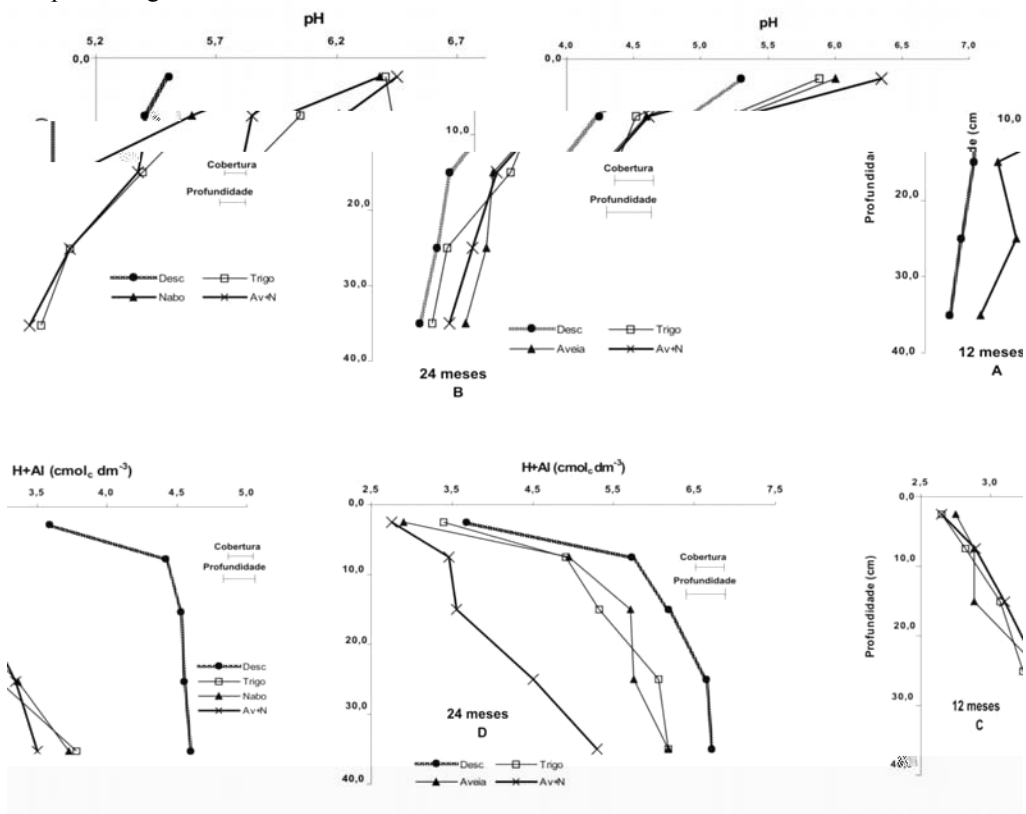 pH
5,2 5,7 6,2 6,7
0,0
pH
4,0 4,5 5,0 5,5 6,0 6,5 7,0
10,0
Cobertura
Profundidade
20,0
30,0
40,0
Desc Trigo
Nabo Av+N
24 meses
B
Cobertura
Profundidade
Desc Trigo
Aveia Av+N
10,0
20,0
30,0
40,0
12 meses
A
H+Al (cmolc dm-3)
3,5 4,0 4,5 5,0
Cobertura
Profundidade
Desc
Trigo
Nabo
Av+N
H+Al (cmolc dm-3)
2,5 3,5 4,5 5,5 6,5 7,5
0,0
10,0
20,0
30,0
40,0
Cobertura
Profundidade
24 meses
D
Desc Trigo
Aveia Av+N
2,5 3,0
0,0
10,0
20,0
30,0
Profundidade (cm)
12 meses
C